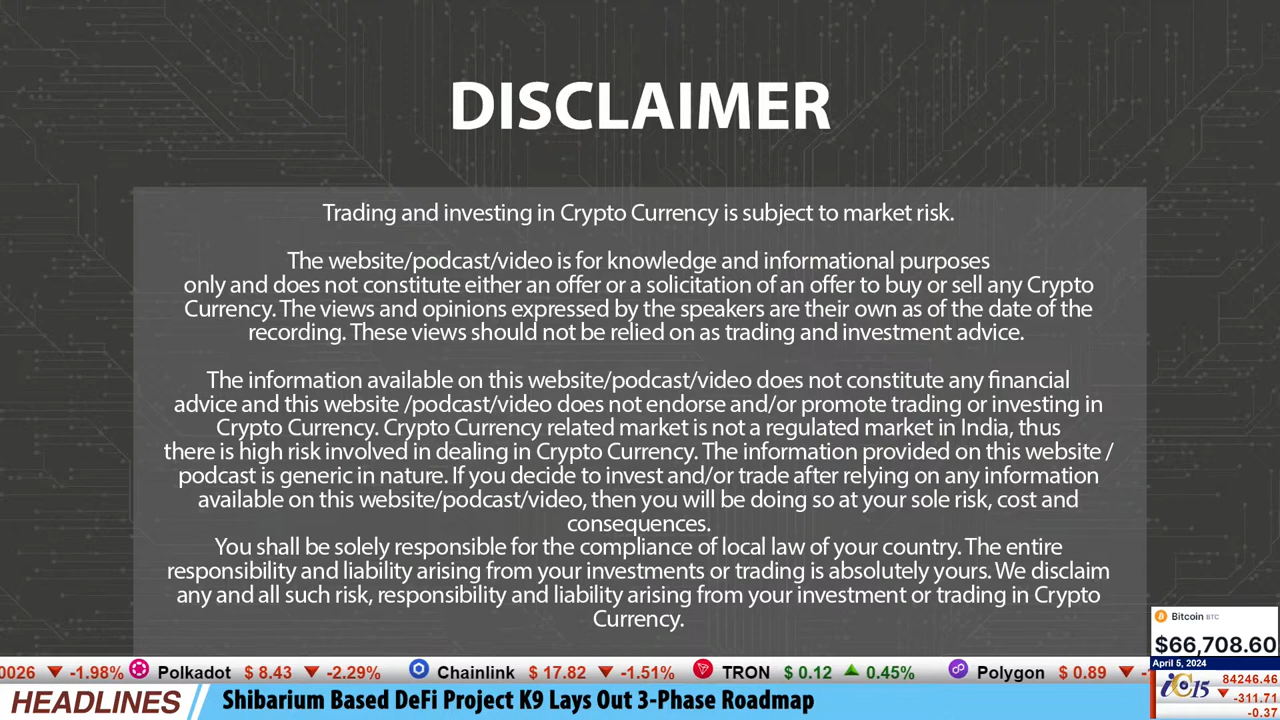 DISCLAIMER
Trading and investing in Crypto Currency is subject to market risk.
The website/podcast/video is for knowledge and informational purposes
only and does not constitute either an offer or a solicitation of an offer to buy or sell any Crypto
Currency. The views and opinions expressed by the speakers are their own as of the date of the
recording. These views should not be relied on as trading and investment advice.
The information available on this website/podcast/video does not constitute any financial
advice and this website /podcast/video does not endorse and/or promote trading or investing in
Crypto Currency. Crypto Currency related market is not a regulated market in India, thus
there is high risk involved in dealing in Crypto Currency. The information provided on this website /
podcast is generic in nature. If you decide to invest and/or trade after relying on any information
available on this website/podcast/video, then you will be doing so at your sole risk, cost and
consequences.
You shall be solely responsible for the compliance of local law of your country. The entire
responsibility and liability arising from your investments or trading is absolutely yours. We disclaim
any and all such risk, responsibility and liability arising from your investment or trading in Crypto
Currency.
Bitcoin BTC
$66,708.60
April 5, 2024
0026 -1.98% Polkadot $ 8.43 -2.29% Chainlink $ 17.82 -1.51% TRON $ 0.12 0.45% Polygon $ 0.89 -
iC15 84246.46
-311.71
-0.37
HEADLINES Shibarium Based DeFi Project K9 Lays Out 3-Phase Roadmap